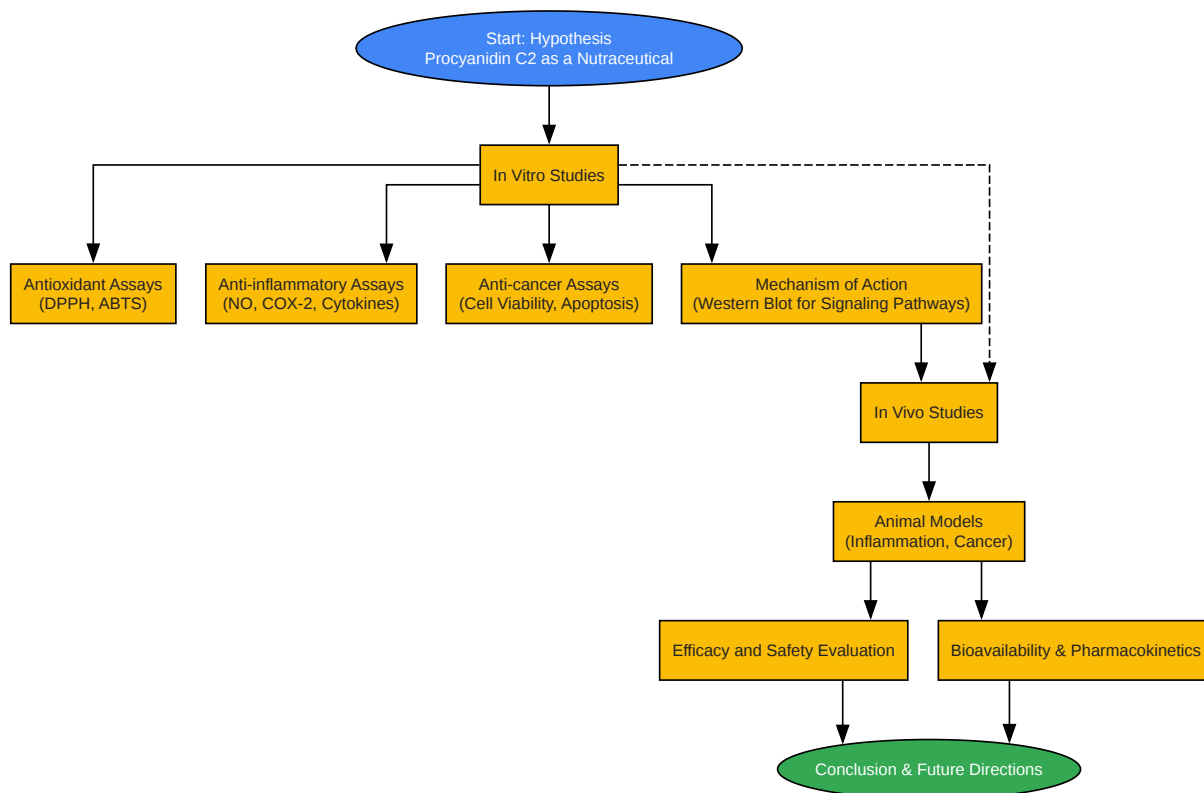 Start: Hypothesis
Procyanidin C2 as a Nutraceutical
In Vitro Studies
Antioxidant Assays
(DPPH, ABTS)
Anti-inflammatory Assays
(NO, COX-2, Cytokines)
Anti-cancer Assays
(Cell Viability, Apoptosis)
Mechanism of Action
(Western Blot for Signaling Pathways)
In Vivo Studies
Animal Models
(Inflammation, Cancer)
Efficacy and Safety Evaluation
Bioavailability & Pharmacokinetics
Conclusion & Future Directions